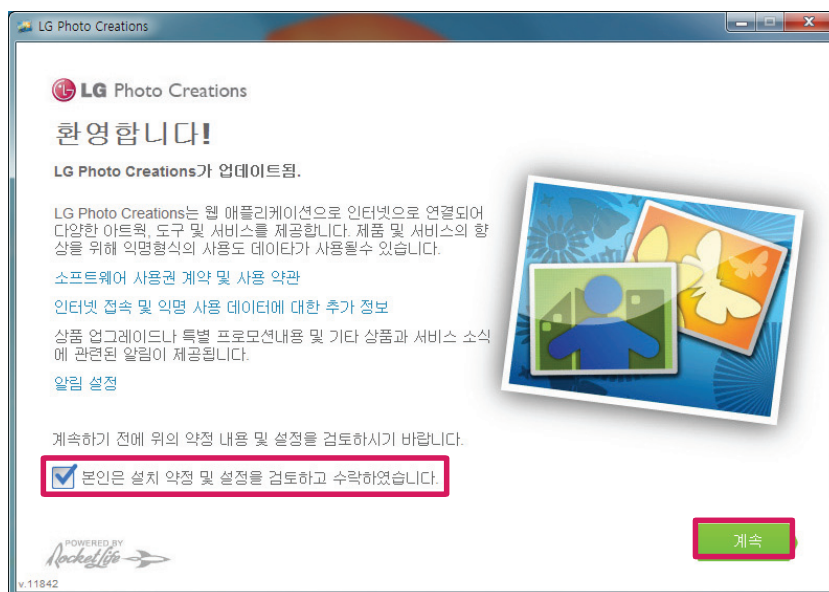 LG Photo Creations
LG Photo Creations
환영합니다!
LG Photo Creations가 업데이트됨.
LG Photo Creations는 웹 애플리케이션으로 인터넷으로 연결되어
다양한 아트웍, 도구 및 서비스를 제공합니다. 제품 및 서비스의 향
상을 위해 익명형식의 사용도 데이타가 사용될수 있습니다.
소프트웨어 사용권 계약 및 사용 약관
인터넷 접속 및 익명 사용 데이터에 대한 추가 정보
상품 업그레이드나 특별 프로모션내용 및 기타 상품과 서비스 소식
에 관련된 알림이 제공됩니다.
알림 설정
계속하기 전에 위의 약정 내용 및 설정을 검토하시기 바랍니다.
본인은 설치 약정 및 설정을 검토하고 수락하였습니다.
계속
POWERED BY
RocketLife
v.11842